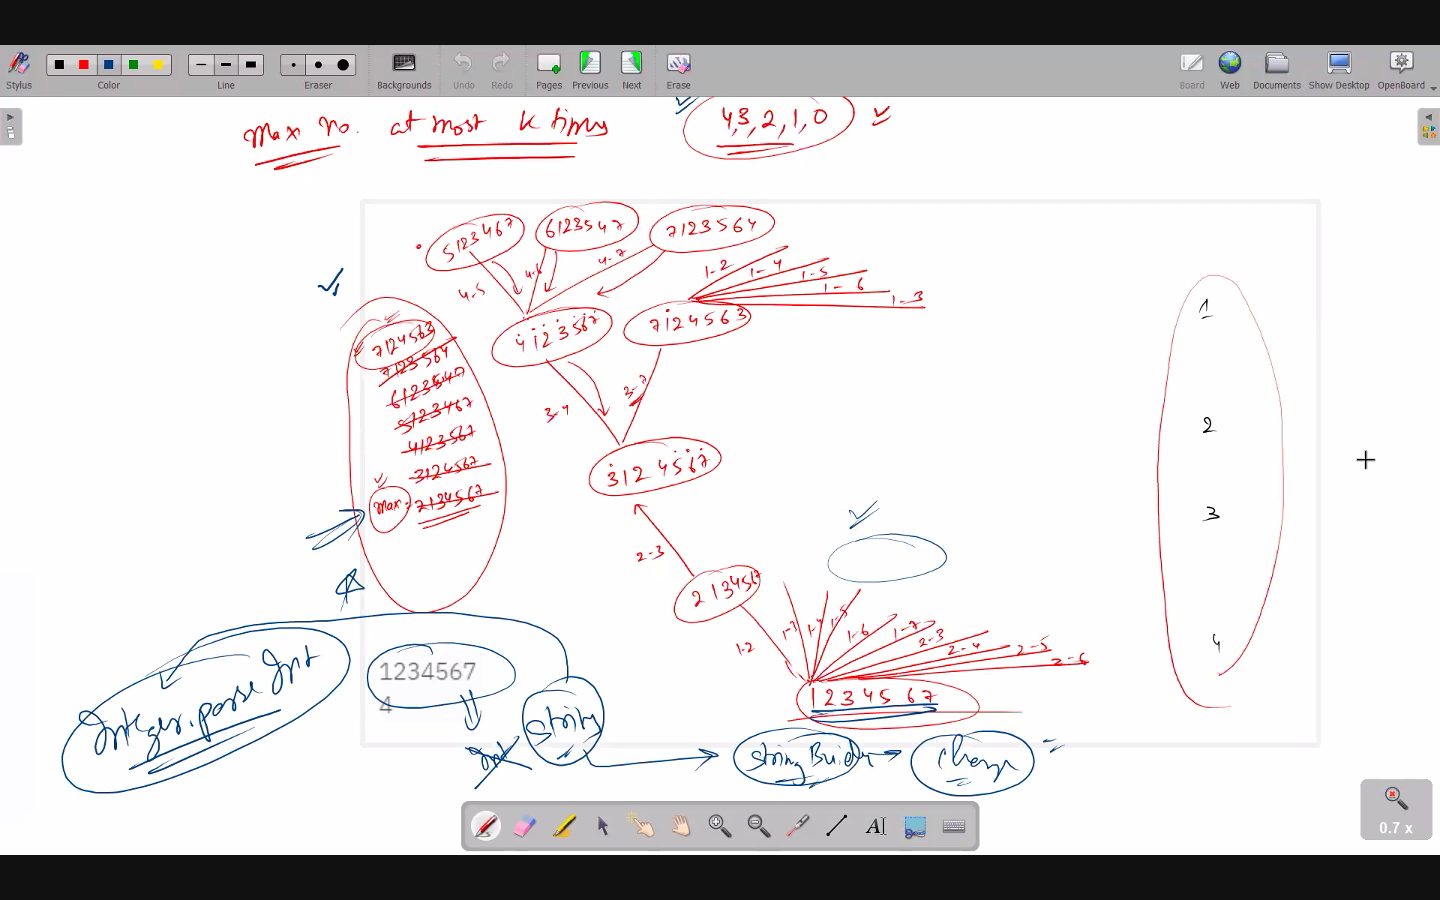 Stylus
Color
Line
Eraser
Backgrounds
Undo
Redo
Pages
Previous
Next
Erase
Board
Web
Documents
Show Desktop
OpenBoard
Max no. at most k times
4,3,2,1,0
5123467
6123547
7123564
4-5
4-6
4-7
1-2
1-4
1-5
1-6
1-3
4123567
7124563
3-4
3-7
7124563
7123564
6123547
5123467
4123567
3124567
Max = 2134567
3124567
2-3
2134567
1-2
1-3
1-4
1-5
1-6
1-7
2-3
2-4
2-5
2-6
1234567
1
2
3
4
1234567
4
Integer.parse Int
Int
String
String Builder
charge
0.7 x